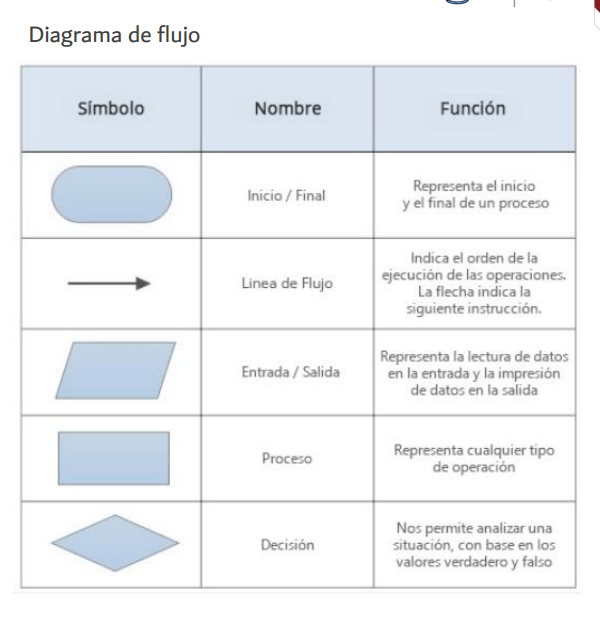 Diagrama de flujo
Símbolo
Nombre
Función
Inicio / Final
Representa el inicio
y el final de un proceso
Linea de Flujo
Indica el orden de la
ejecución de las operaciones.
La flecha indica la
siguiente instrucción.
Entrada / Salida
Representa la lectura de datos
en la entrada y la impresión
de datos en la salida
Proceso
Representa cualquier tipo
de operación
Decisión
Nos permite analizar una
situación, con base en los
valores verdadero y falso